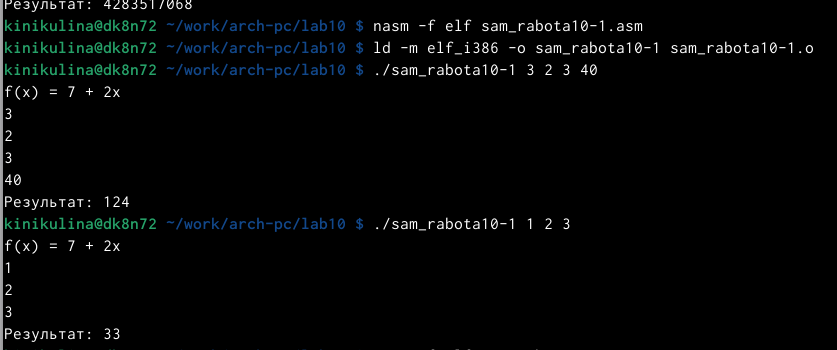 Результат: 4283517068
kinikulina@dk8n72 ~/work/arch-pc/lab10 $ nasm -f elf sam_rabota10-1.asm
kinikulina@dk8n72 ~/work/arch-pc/lab10 $ ld -m elf_i386 -o sam_rabota10-1 sam_rabota10-1.o
kinikulina@dk8n72 ~/work/arch-pc/lab10 $ ./sam_rabota10-1 3 2 3 40
f(x) = 7 + 2x
3
2
3
40
Результат: 124
kinikulina@dk8n72 ~/work/arch-pc/lab10 $ ./sam_rabota10-1 1 2 3
f(x) = 7 + 2x
1
2
3
Результат: 33